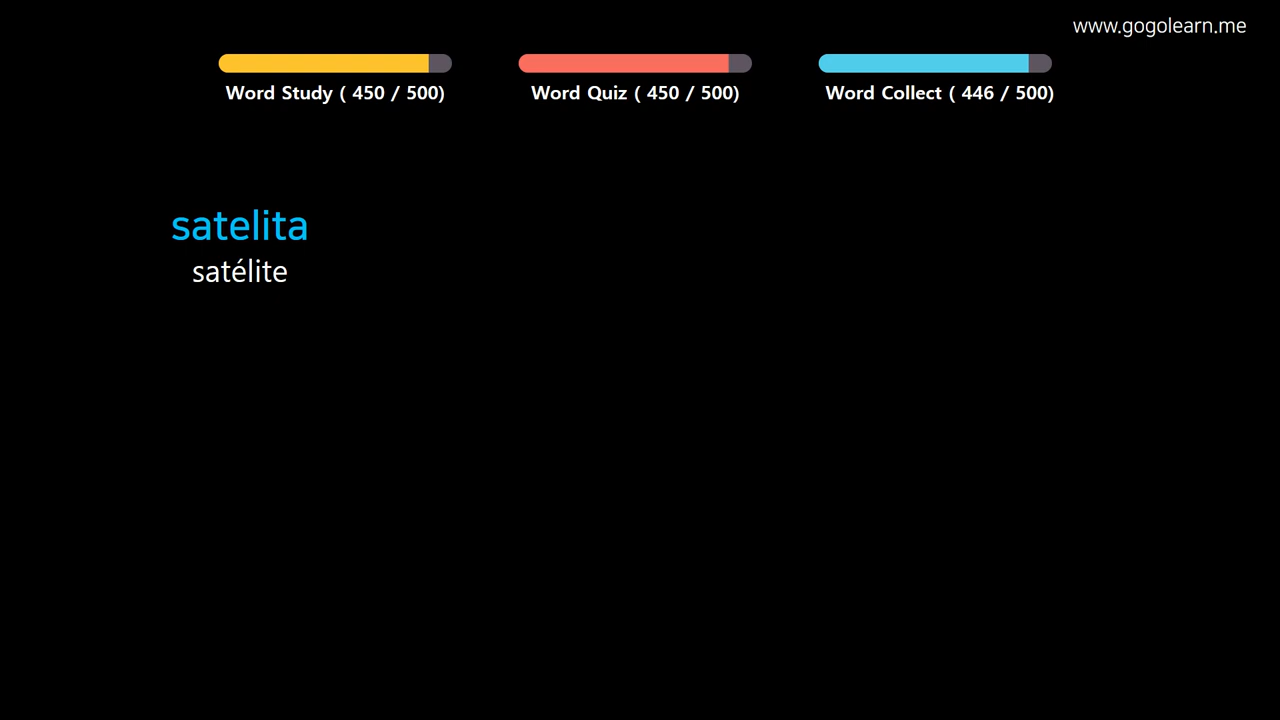 www.gogolearn.me
Word Study ( 450 / 500)
Word Quiz ( 450 / 500)
Word Collect ( 446 / 500)
satelita
satélite